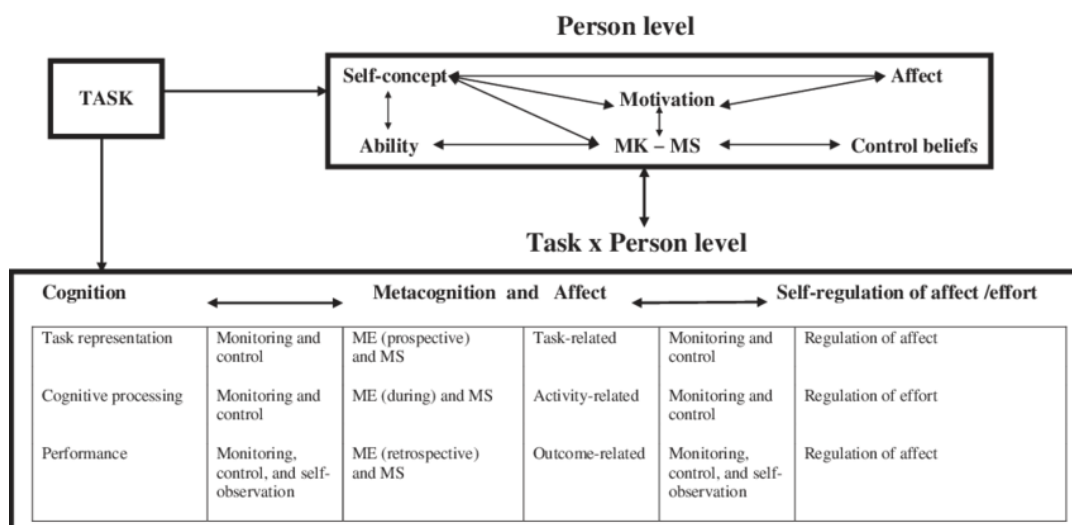 Person level
TASK
Self-concept
Affect
Motivation
Ability
MK – MS
Control beliefs
Task x Person level
Cognition
Metacognition and Affect
Self-regulation of affect /effort
Task representation
Monitoring and
control
ME (prospective)
and MS
Task-related
Monitoring and
control
Regulation of affect
Cognitive processing
Monitoring and
control
ME (during) and MS
Activity-related
Monitoring and
control
Regulation of effort
Performance
Monitoring,
control, and self-
observation
ME (retrospective)
and MS
Outcome-related
Monitoring,
control, and self-
observation
Regulation of affect